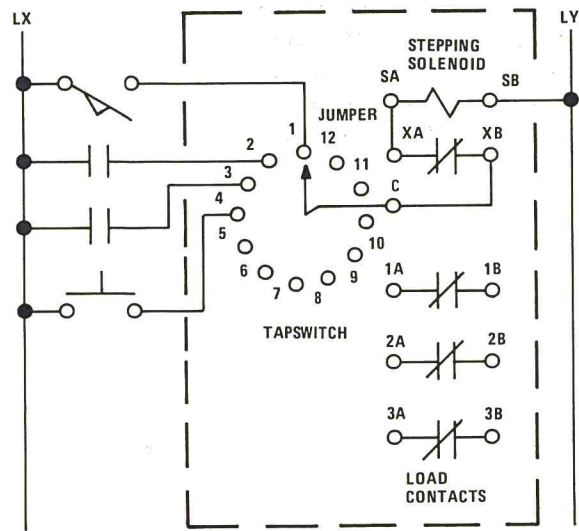 LX
LY
STEPPING
SOLENOID
SA
SB
JUMPER
XA
XB
1
12
2
11
3
4
C
5
10
6
9
7
8
TAPSWITCH
1A
1B
2A
2B
3A
3B
LOAD
CONTACTS